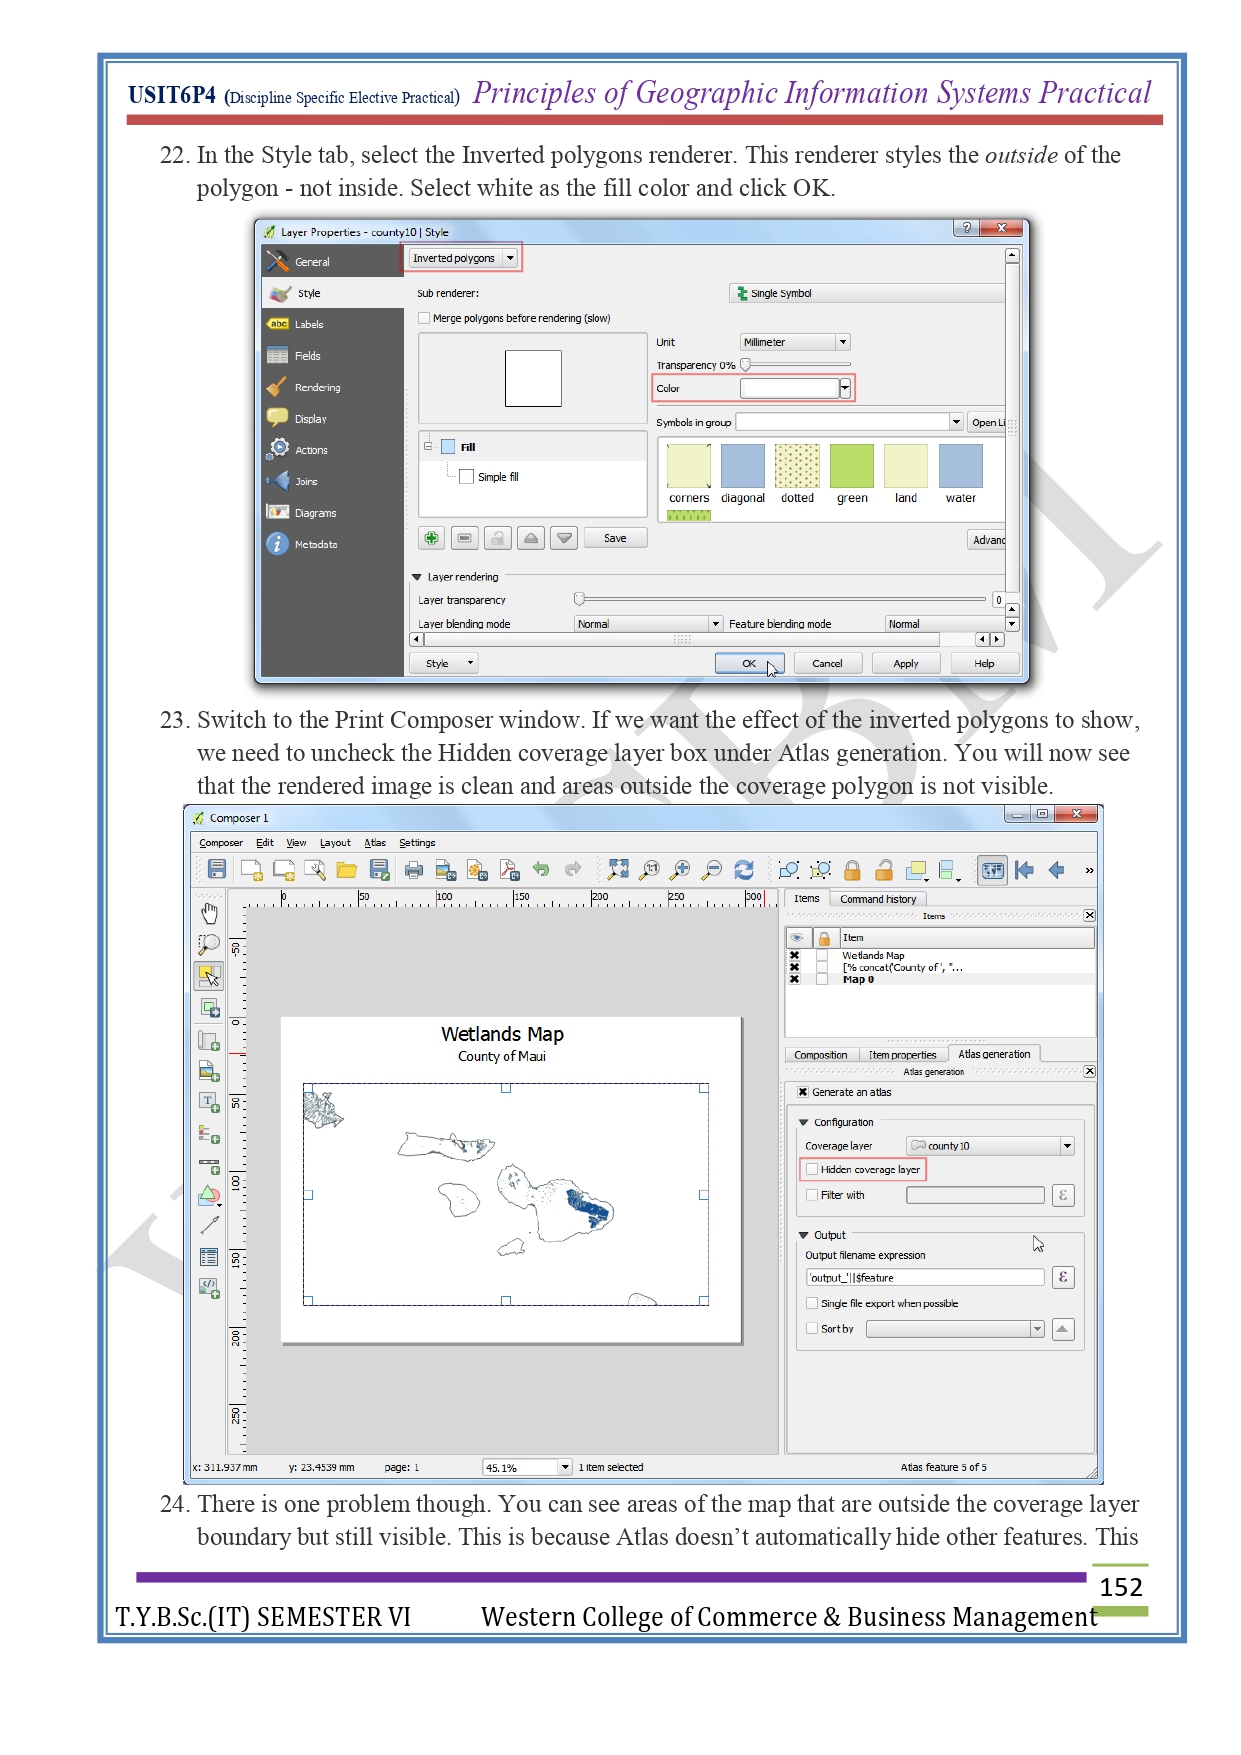 USIT6P4 (Discipline Specific Elective Practical) Principles of Geographic Information Systems Practical
22. In the Style tab, select the Inverted polygons renderer. This renderer styles the outside of the
polygon - not inside. Select white as the fill color and click OK.
Layer Properties - county10 | Style
General
Inverted polygons
Style
Sub renderer:
Single Symbol
Labels
Merge polygons before rendering (slow)
Fields
Unit
Millimeter
Transparency 0%
Rendering
Color
Display
Symbols in group
Open Li
Actions
Fill
Joins
Simple fill
corners diagonal dotted green land water
Diagrams
Metadata
Save
Advanc
Layer rendering
Layer transparency
0
Layer blending mode
Normal
Feature blending mode
Normal
Style
OK
Cancel
Apply
Help
23. Switch to the Print Composer window. If we want the effect of the inverted polygons to show,
we need to uncheck the Hidden coverage layer box under Atlas generation. You will now see
that the rendered image is clean and areas outside the coverage polygon is not visible.
Composer 1
Composer Edit View Layout Atlas Settings
0 50 100 150 200 250 300
Items Command history
Items
Item
Wetlands Map
[% concat('County of ', "...
Map 0
-50
0
50
100
150
200
250
Wetlands Map
County of Maui
Composition Item properties Atlas generation
Atlas generation
Generate an atlas
Configuration
Coverage layer
county10
Hidden coverage layer
Filter with
ε
Output
Output filename expression
'output_'||$feature
ε
Single file export when possible
Sort by
x: 311.937 mm
y: 23.4539 mm
page: 1
45.1%
1 item selected
Atlas feature 5 of 5
24. There is one problem though. You can see areas of the map that are outside the coverage layer
boundary but still visible. This is because Atlas doesn’t automatically hide other features. This
152
T.Y.B.Sc.(IT) SEMESTER VI
Western College of Commerce & Business Management